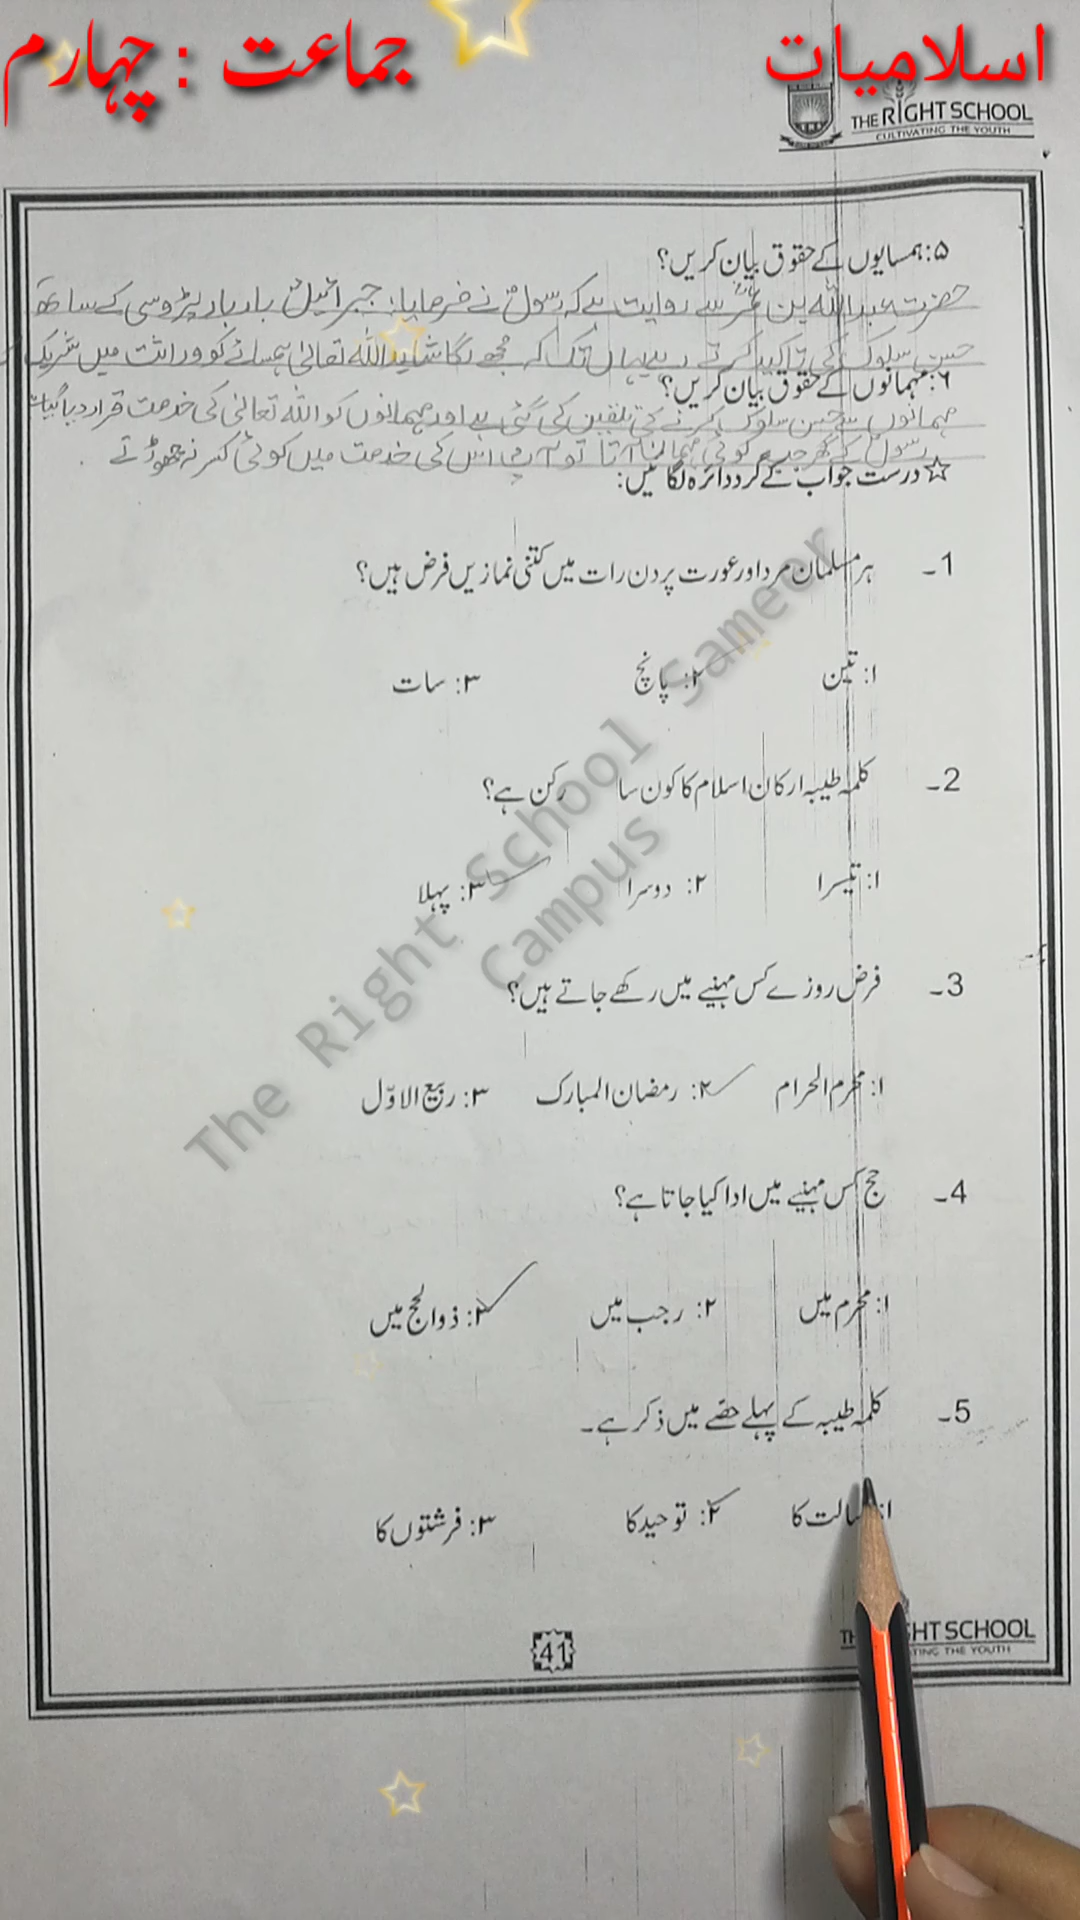 اسلامیات
جماعت : چہارم
THE RIGHT SCHOOL
CULTIVATING THE YOUTH
۵: ہمسایوں کے حقوق بیان کریں؟
حضرت عبداللہ بن عمر سے روایت ہے کہ رسول نے فرمایا: جبرائیل بار بار پڑوسی کے ساتھ
حسن سلوک کی تاکید کرتے رہے یہاں تک کہ مجھے لگا شاید اللہ تعالیٰ ہمسائے کو وراثت میں شریک
۶: مہمانوں کے حقوق بیان کریں؟
مہمانوں سے حسن سلوک کرنے کی تلقین کی گئی ہے اور مہمانوں کو اللہ تعالیٰ کی خدمت قرار دیا گیا
رسول کے گھر جب کوئی مہمان آتا تو آپ اس کی خدمت میں کوئی کسر نہ چھوڑتے
☆ درست جواب کے گرد دائرہ لگائیں:
1۔ ہر مسلمان مرد اور عورت پر دن رات میں کتنی نمازیں فرض ہیں؟
۱: تین ۲: پانچ ۳: سات
2۔ کلمہ طیبہ ارکان اسلام کا کون سا رکن ہے؟
۱: تیسرا ۲: دوسرا ۳: پہلا
3۔ فرض روزے کس مہینے میں رکھے جاتے ہیں؟
۱: محرم الحرام ۲: رمضان المبارک ۳: ربیع الاوّل
4۔ حج کس مہینے میں ادا کیا جاتا ہے؟
۱: محرم میں ۲: رجب میں ۳: ذوالحج میں
5۔ کلمہ طیبہ کے پہلے حصّے میں ذکر ہے۔
۱: رسالت کا ۲: توحید کا ۳: فرشتوں کا
The Right School Sameer
Campus
41
HT SCHOOL
ATING THE YOUTH